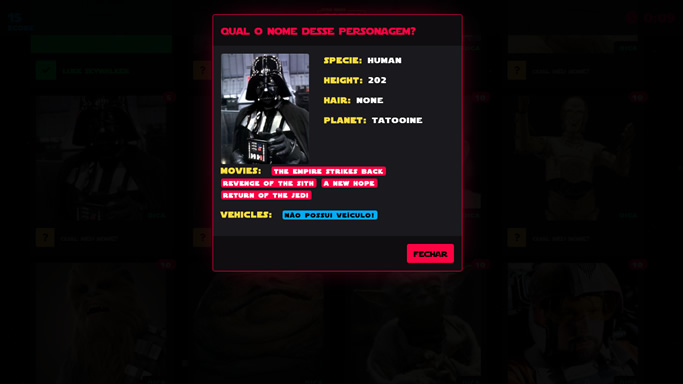 QUAL O NOME DESSE PERSONAGEM?
SPECIE: HUMAN
HEIGHT: 202
HAIR: NONE
PLANET: TATOOINE
MOVIES: THE EMPIRE STRIKES BACK
REVENGE OF THE SITH A NEW HOPE
RETURN OF THE JEDI
VEHICLES: NÃO POSSUI VEÍCULO!
FECHAR